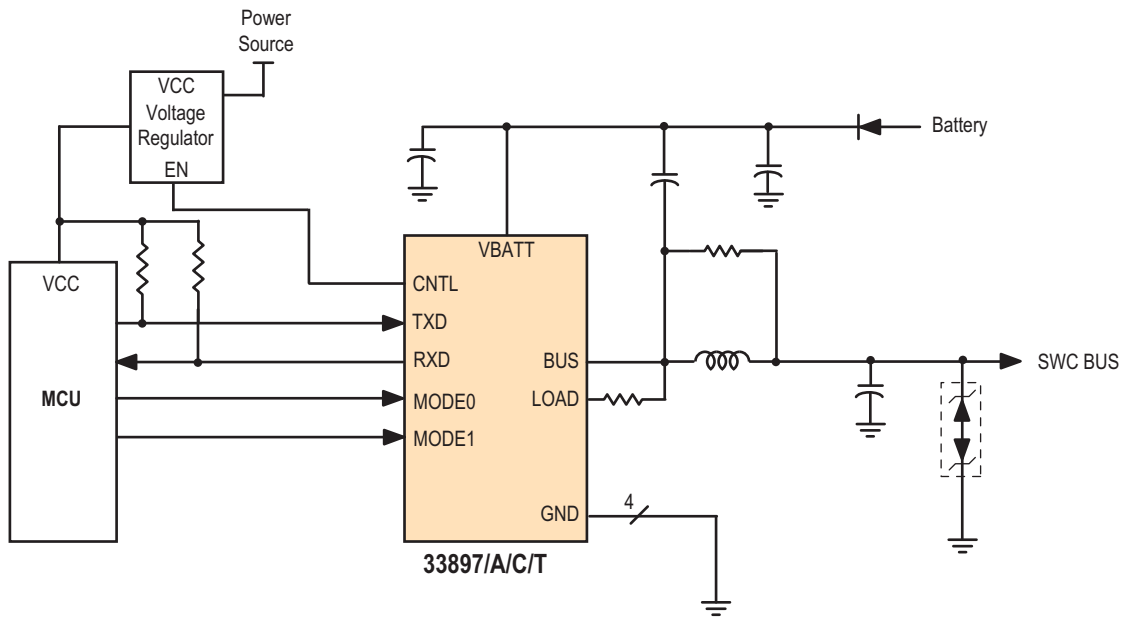 Power
Source
VCC
Voltage
Regulator
EN
Battery
VBATT
VCC
CNTL
TXD
RXD
BUS
SWC BUS
MCU
MODE0
LOAD
MODE1
GND
4
33897/A/C/T